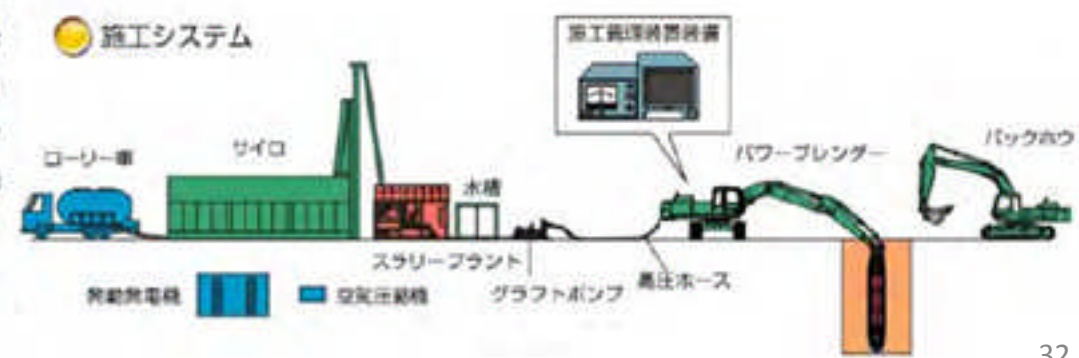 施工システム
施工管理装置装備
ローリー車
サイロ
水槽
パワーブレンダー
バックホウ
スラリープラント
グラフトポンプ
高圧ホース
発動発電機
空気圧縮機
32